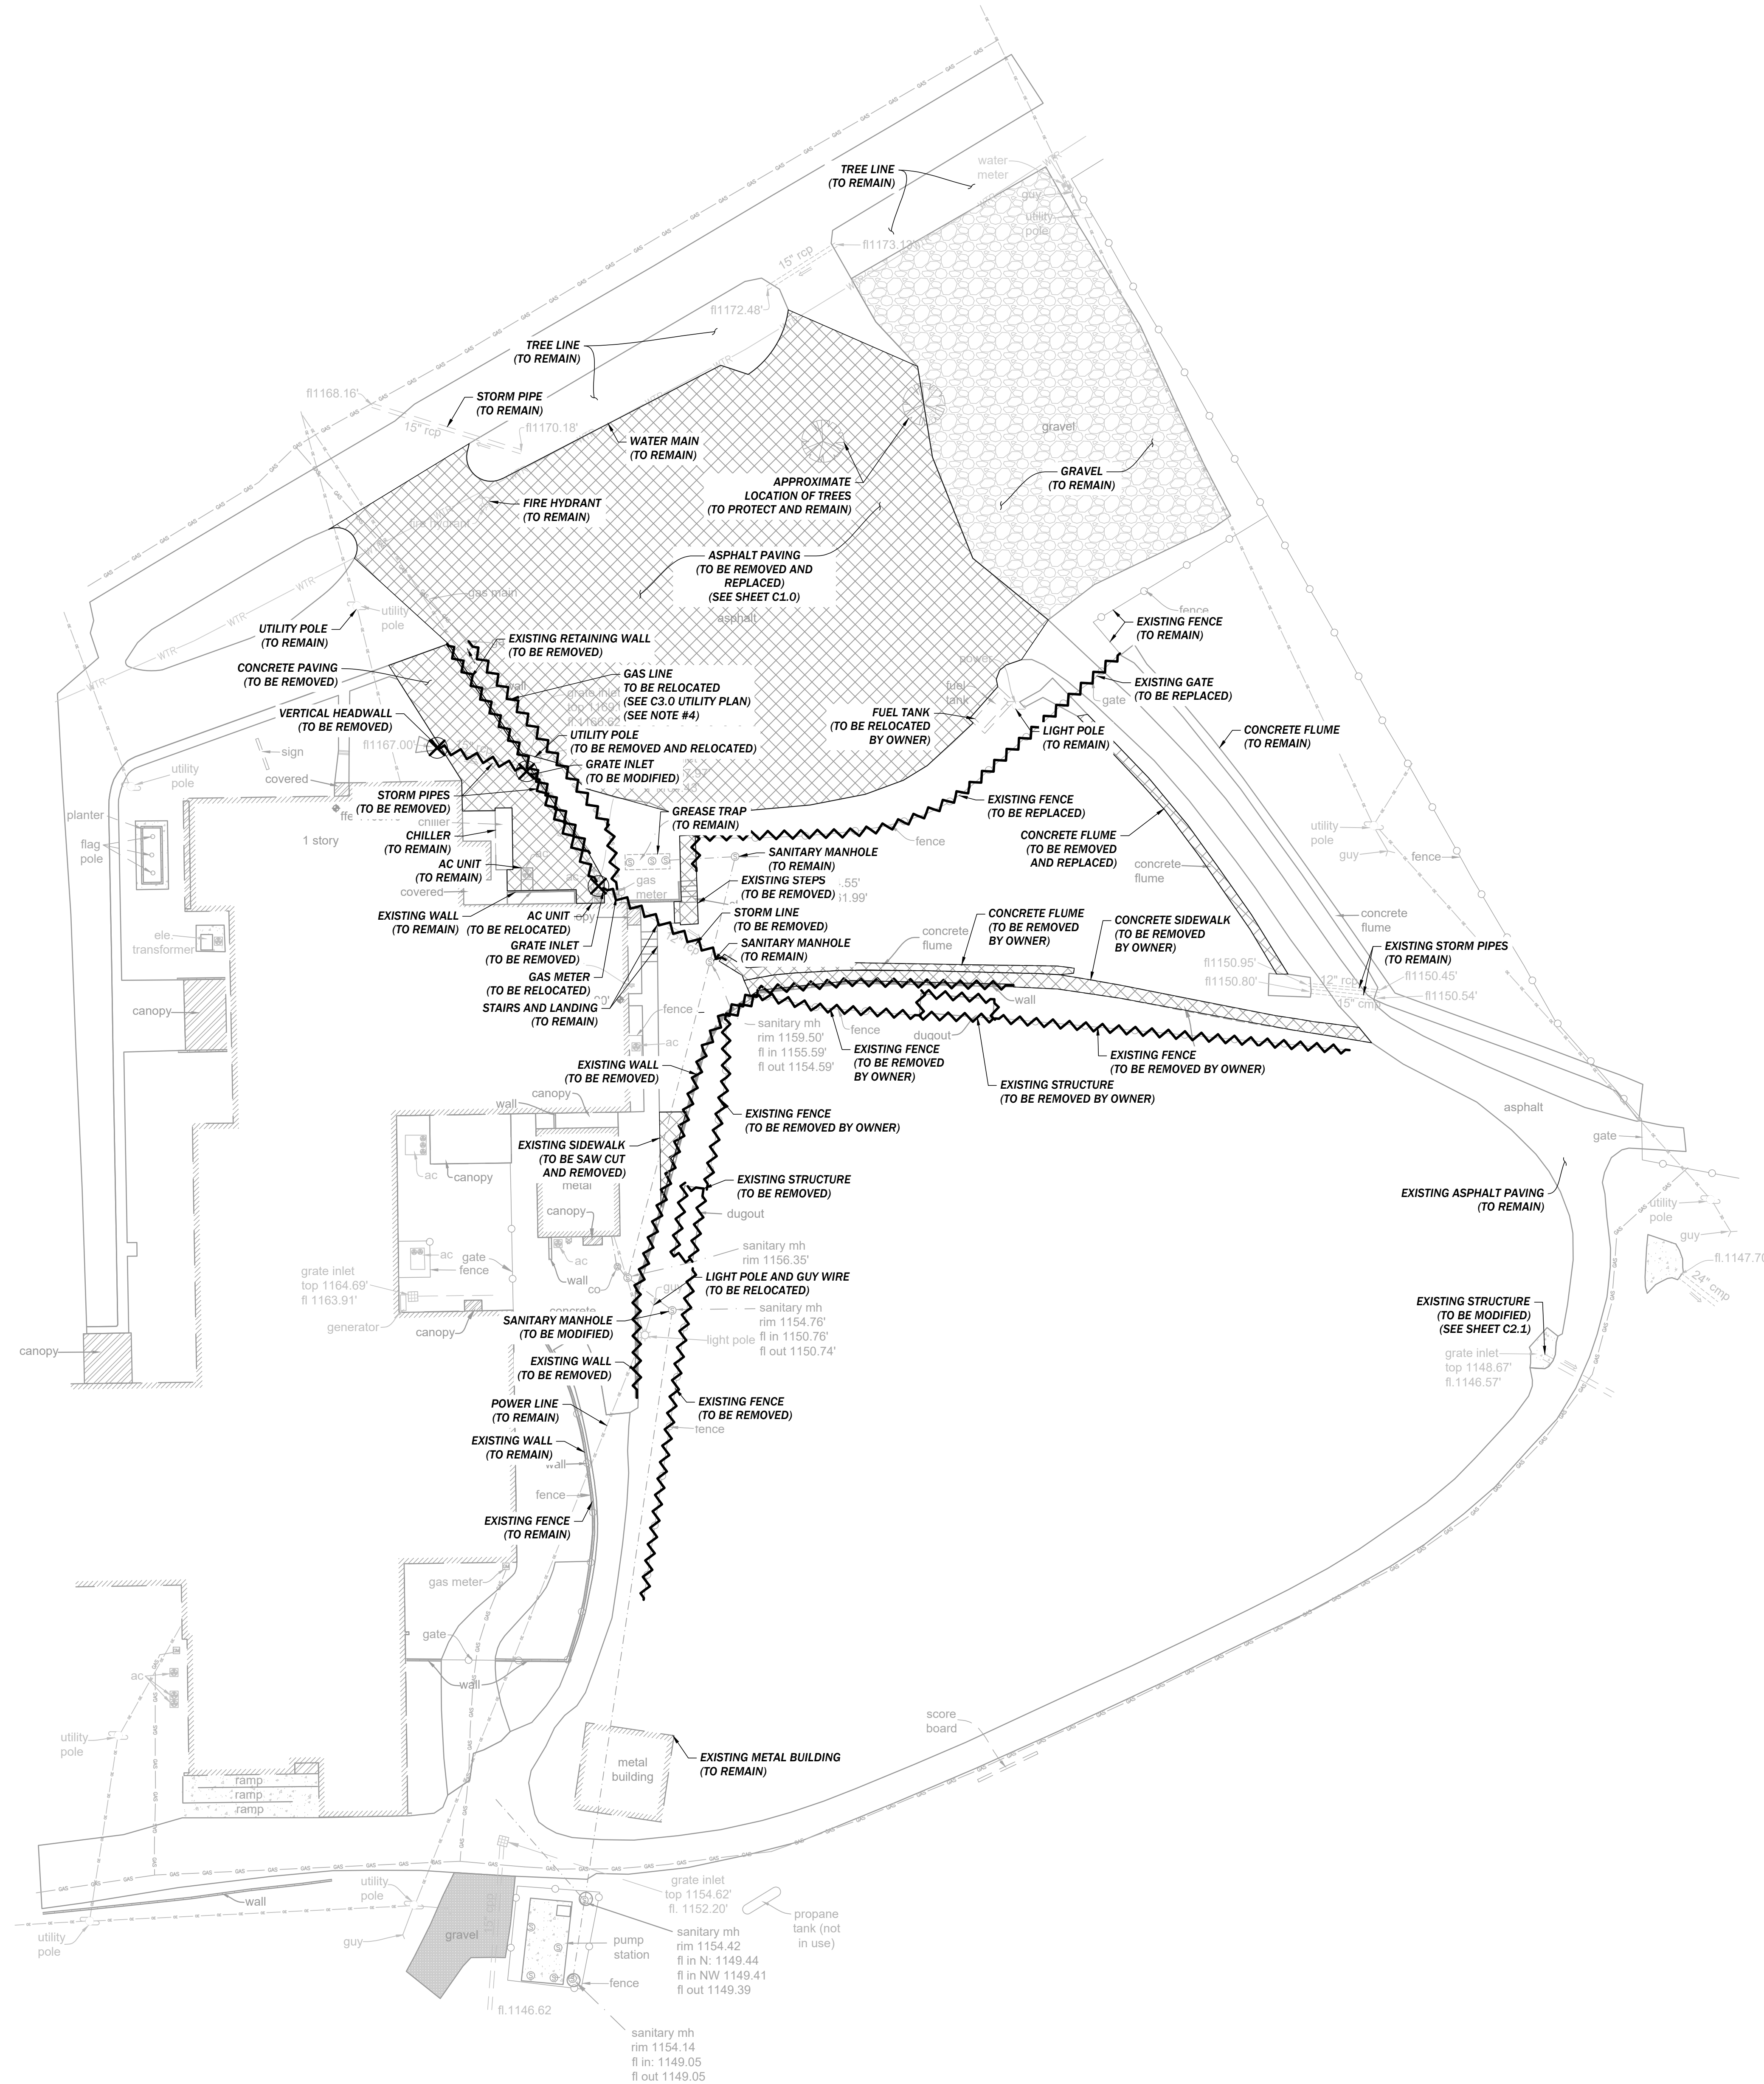 TREE LINE
(TO REMAIN)
water
meter
WTR
guy
utility
pole
15" rcp
fl1173.13'
fl1172.48'
WTR
TREE LINE
(TO REMAIN)
WTR
fl1168.16'
STORM PIPE
(TO REMAIN)
15" rcp
fl1170.18'
WATER MAIN
(TO REMAIN)
gravel
GRAVEL
(TO REMAIN)
APPROXIMATE
LOCATION OF TREES
(TO PROTECT AND REMAIN)
FIRE HYDRANT
(TO REMAIN)
fire hydrant
ASPHALT PAVING
(TO BE REMOVED AND
REPLACED)
(SEE SHEET C1.0)
asphalt
gas main
utility
pole
UTILITY POLE
(TO REMAIN)
WTR
WTR
WTR
fence
EXISTING FENCE
(TO REMAIN)
EXISTING RETAINING WALL
(TO BE REMOVED)
CONCRETE PAVING
(TO BE REMOVED)
wall
GAS LINE
TO BE RELOCATED
(SEE C3.0 UTILITY PLAN)
(SEE NOTE #4)
grate inlet
power
fuel
tank
EXISTING GATE
(TO BE REPLACED)
gate
VERTICAL HEADWALL
(TO BE REMOVED)
FUEL TANK
(TO BE RELOCATED
BY OWNER)
LIGHT POLE
(TO REMAIN)
CONCRETE FLUME
(TO REMAIN)
fl1167.00'
UTILITY POLE
(TO BE REMOVED AND RELOCATED)
sign
GRATE INLET
(TO BE MODIFIED)
utility
pole
covered
STORM PIPES
(TO BE REMOVED)
EXISTING FENCE
(TO BE REPLACED)
GREASE TRAP
(TO REMAIN)
planter
flag
pole
1 story
chiller
CHILLER
(TO REMAIN)
CONCRETE FLUME
(TO BE REMOVED
AND REPLACED)
fence
utility
pole
guy
fence
SANITARY MANHOLE
(TO REMAIN)
AC UNIT
(TO REMAIN)
ac
concrete
flume
covered
gas
meter
EXISTING STEPS
(TO BE REMOVED)
EXISTING WALL
(TO REMAIN)
AC UNIT
(TO BE RELOCATED)
STORM LINE
(TO BE REMOVED)
CONCRETE FLUME
(TO BE REMOVED
BY OWNER)
CONCRETE SIDEWALK
(TO BE REMOVED
BY OWNER)
concrete
flume
concrete
flume
ele.
transformer
GRATE INLET
(TO BE REMOVED)
SANITARY MANHOLE
(TO REMAIN)
EXISTING STORM PIPES
(TO REMAIN)
fl1150.95'
fl1150.80'
12" rcp
15" cmp
fl1150.45'
fl1150.54'
GAS METER
(TO BE RELOCATED)
STAIRS AND LANDING
(TO REMAIN)
canopy
fence
wall
sanitary mh
rim 1159.50'
fl in 1155.59'
fl out 1154.59'
fence
dugout
ac
EXISTING FENCE
(TO BE REMOVED
BY OWNER)
EXISTING FENCE
(TO BE REMOVED BY OWNER)
EXISTING WALL
(TO BE REMOVED)
EXISTING STRUCTURE
(TO BE REMOVED BY OWNER)
canopy
wall
EXISTING FENCE
(TO BE REMOVED BY OWNER)
asphalt
gate
EXISTING SIDEWALK
(TO BE SAW CUT
AND REMOVED)
ac
canopy
metal
EXISTING STRUCTURE
(TO BE REMOVED)
dugout
EXISTING ASPHALT PAVING
(TO REMAIN)
utility
pole
guy
canopy
sanitary mh
rim 1156.35'
ac
fence
gate
ac
wall
co
grate inlet
top 1164.69'
fl 1163.91'
guy
LIGHT POLE AND GUY WIRE
(TO BE RELOCATED)
fl.1147.70
24" cmp
sanitary mh
rim 1154.76'
fl in 1150.76'
fl out 1150.74'
EXISTING STRUCTURE
(TO BE MODIFIED)
(SEE SHEET C2.1)
concrete
generator
canopy
SANITARY MANHOLE
(TO BE MODIFIED)
light pole
canopy
grate inlet
top 1148.67'
fl.1146.57'
EXISTING WALL
(TO BE REMOVED)
POWER LINE
(TO REMAIN)
EXISTING FENCE
(TO BE REMOVED)
fence
EXISTING WALL
(TO REMAIN)
wall
fence
EXISTING FENCE
(TO REMAIN)
gas meter
gate
ac
wall
utility
pole
score
board
EXISTING METAL BUILDING
(TO REMAIN)
metal
building
ramp
ramp
ramp
wall
utility
pole
grate inlet
top 1154.62'
fl. 1152.20'
propane
tank (not
in use)
utility
pole
guy
gravel
pump
station
fence
sanitary mh
rim 1154.42
fl in N: 1149.44
fl in NW 1149.41
fl out 1149.39
fl.1146.62
sanitary mh
rim 1154.14
fl in: 1149.05
fl out 1149.05